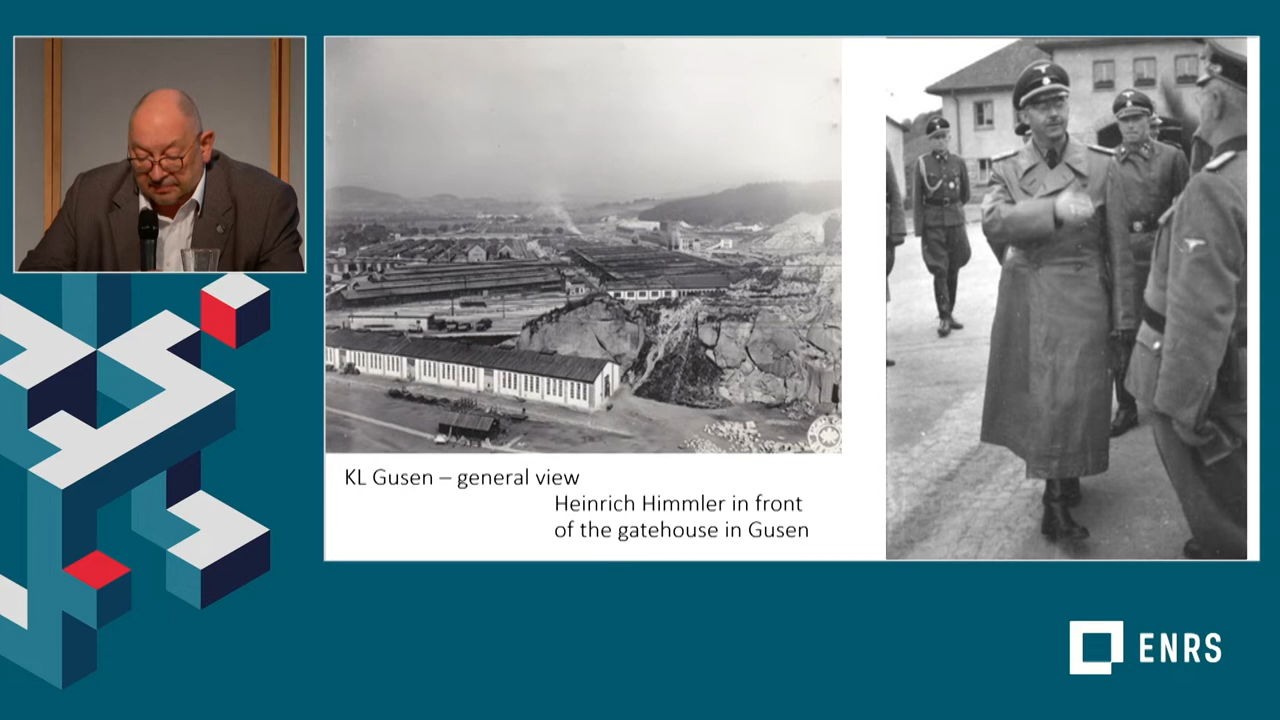 KL Gusen – general view
Heinrich Himmler in front
of the gatehouse in Gusen
ENRS